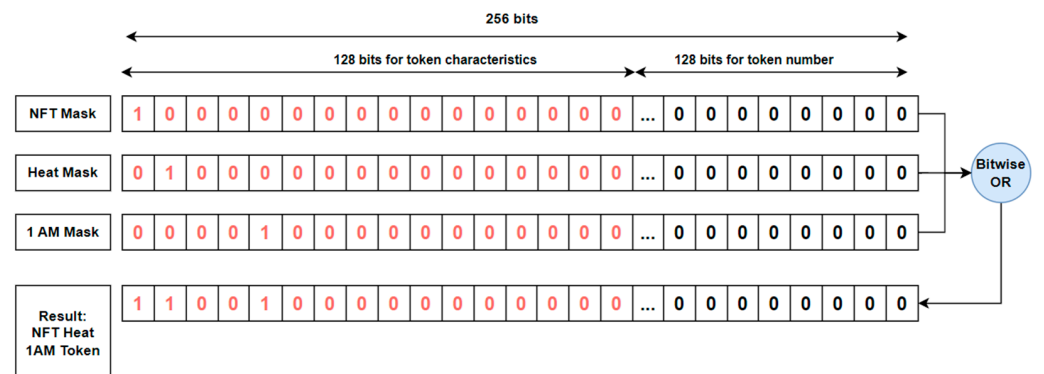 256 bits
128 bits for token characteristics 128 bits for token number
NFT Mask 1 0 0 0 0 0 0 0 0 0 0 0 0 0 0 0 ... 0 0 0 0 0 0 0 0
Heat Mask 0 1 0 0 0 0 0 0 0 0 0 0 0 0 0 0 ... 0 0 0 0 0 0 0 0
Bitwise
OR
1 AM Mask 0 0 0 0 1 0 0 0 0 0 0 0 0 0 0 0 ... 0 0 0 0 0 0 0 0
1 1 0 0 1 0 0 0 0 0 0 0 0 0 0 0 ... 0 0 0 0 0 0 0 0
Result:
NFT Heat
1AM Token